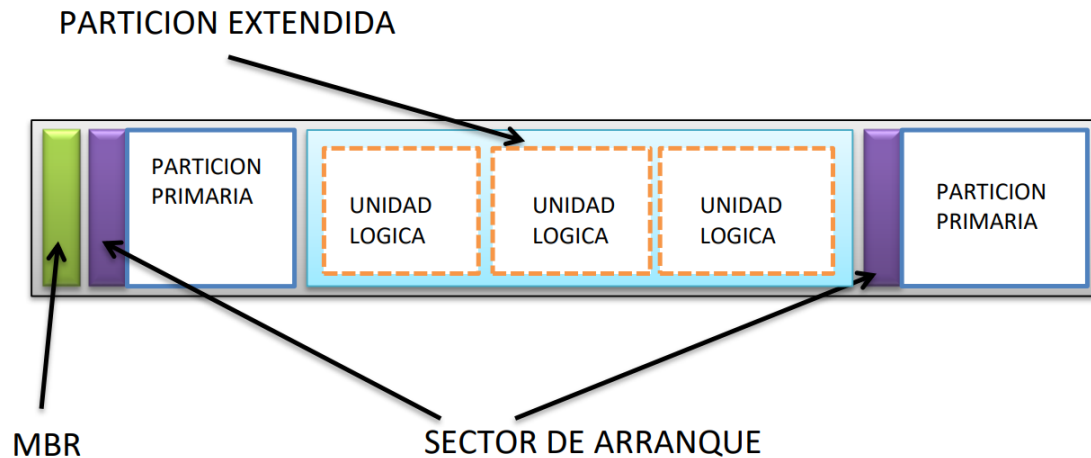 PARTICION EXTENDIDA
PARTICION
PRIMARIA
UNIDAD
LOGICA
UNIDAD
LOGICA
UNIDAD
LOGICA
PARTICION
PRIMARIA
MBR
SECTOR DE ARRANQUE